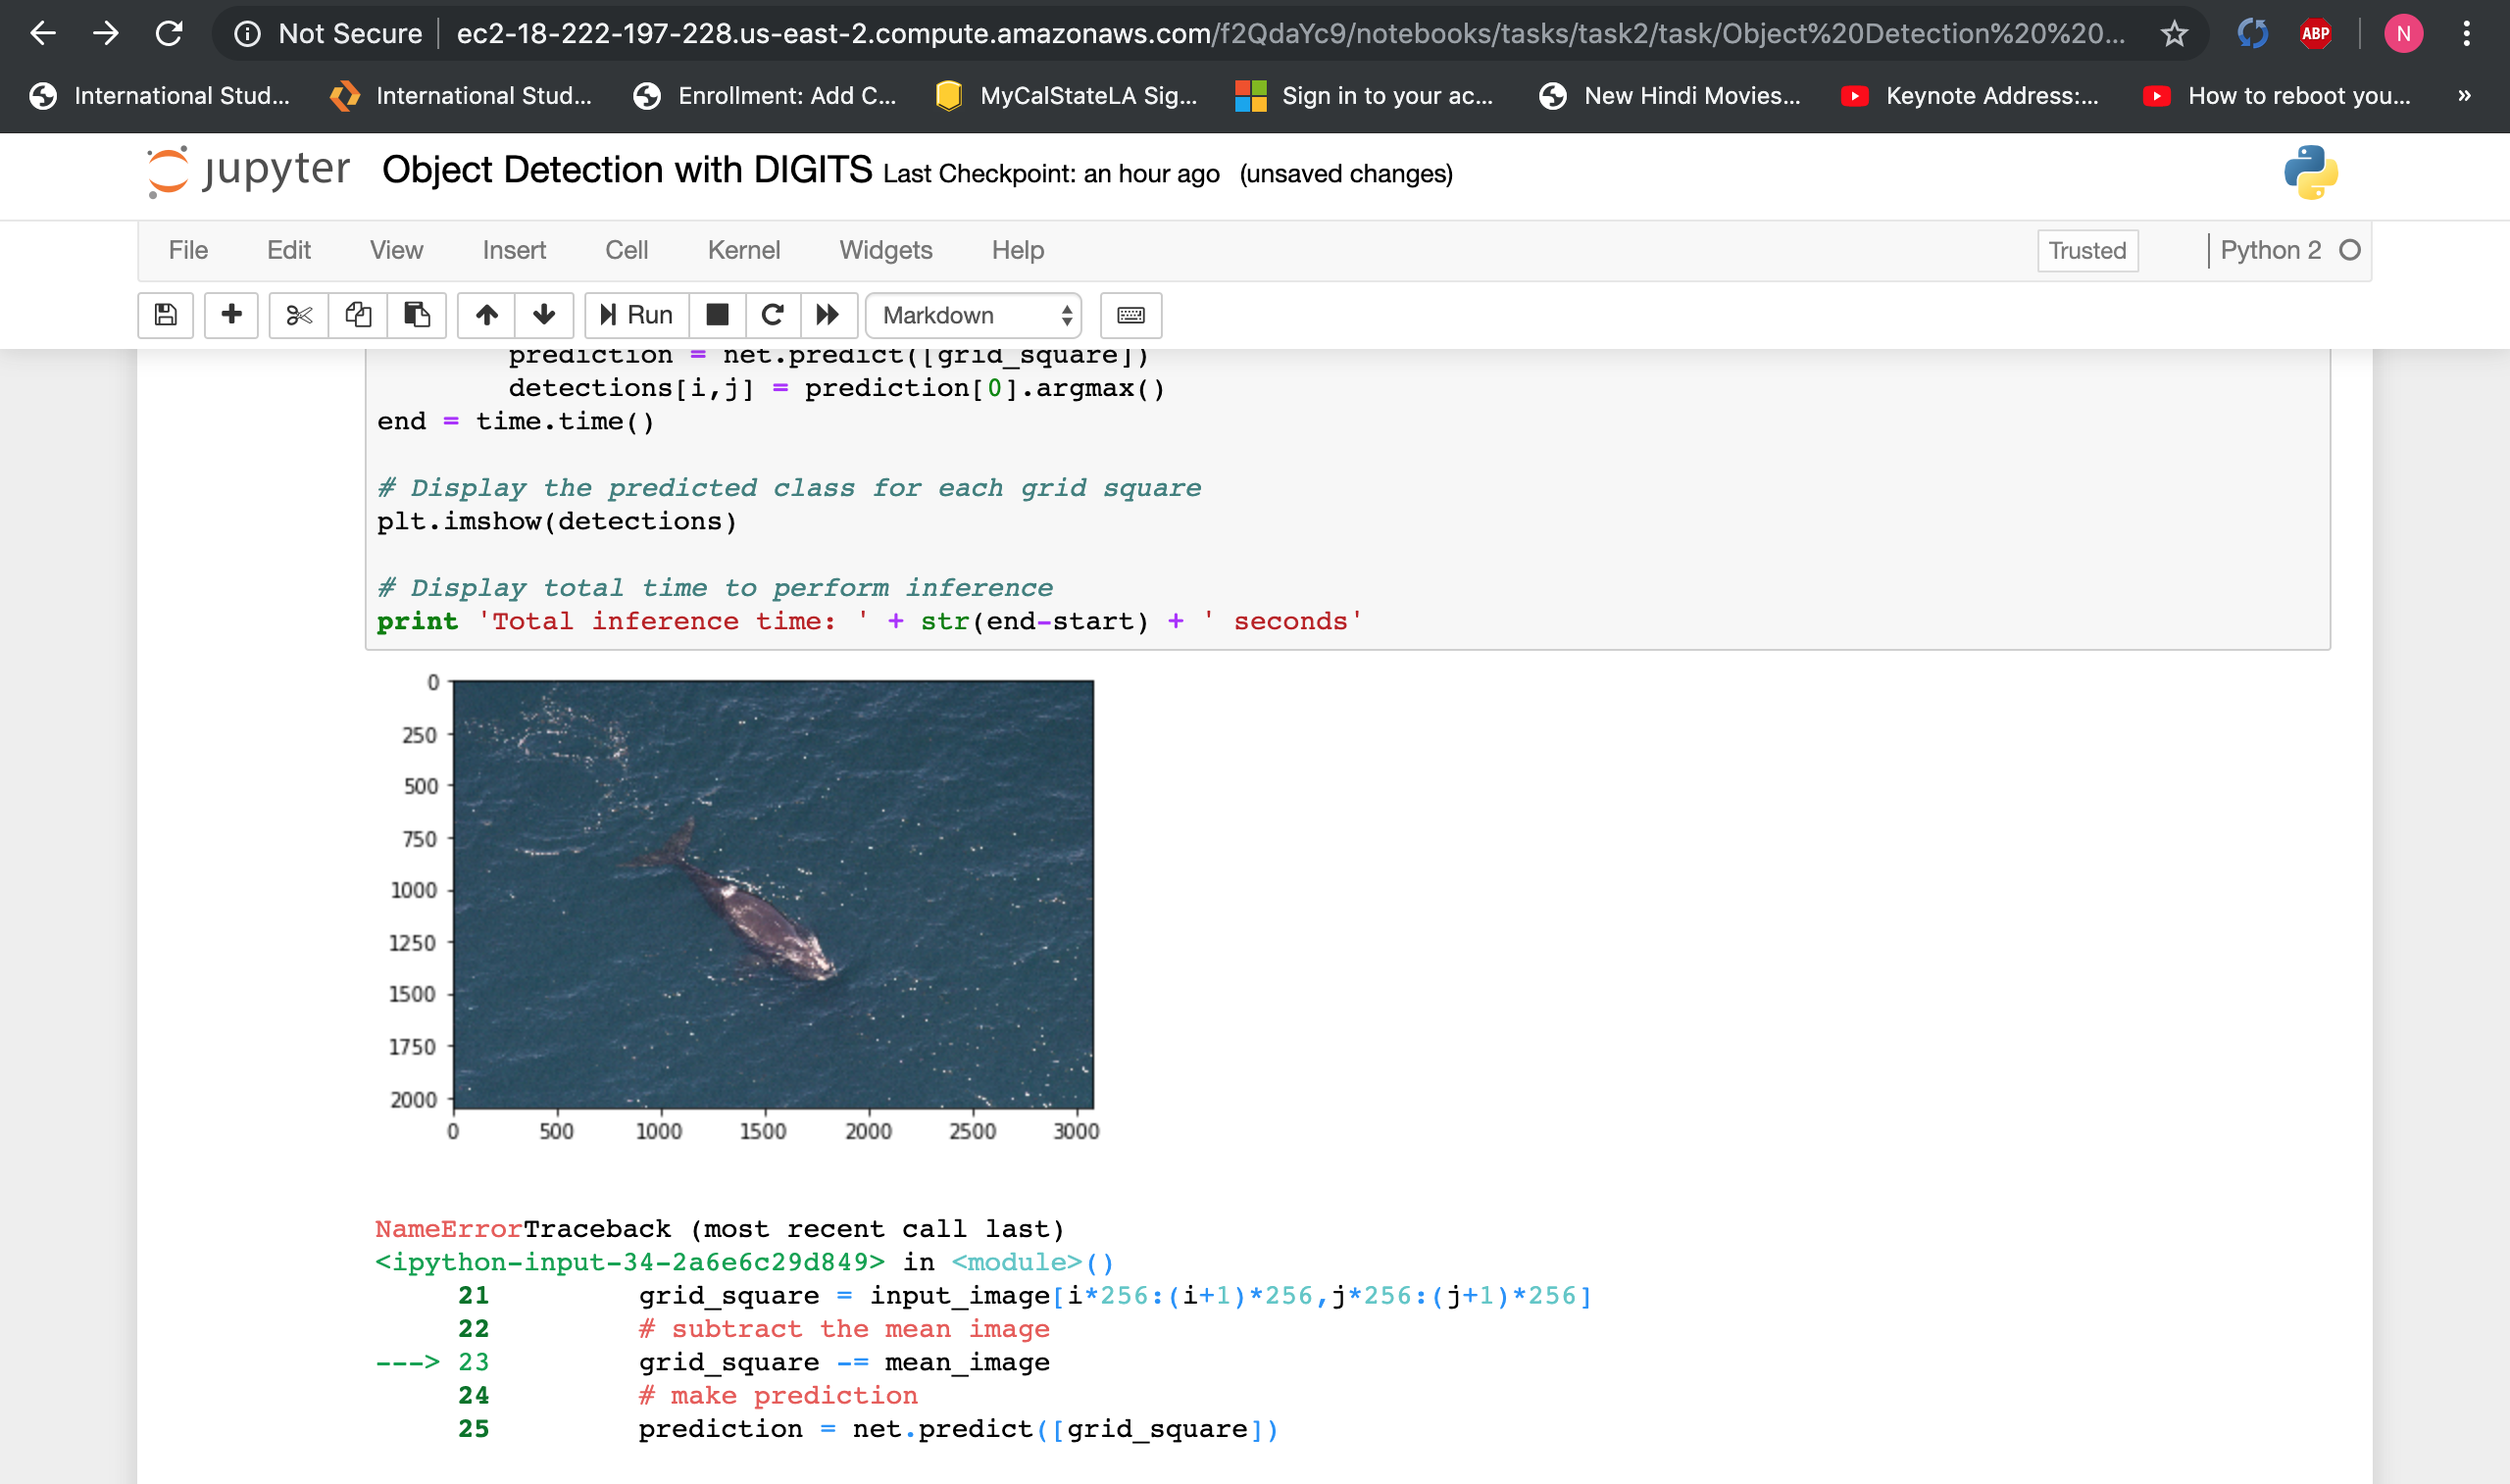 Not Secure ec2-18-222-197-228.us-east-2.compute.amazonaws.com/f2QdaYc9/notebooks/tasks/task2/task/Object%20Detection%20%20... ABP N
International Stud... International Stud... Enrollment: Add C... MyCalStateLA Sig... Sign in to your ac... New Hindi Movies... Keynote Address:... How to reboot you... »
jupyter Object Detection with DIGITS Last Checkpoint: an hour ago (unsaved changes)
File Edit View Insert Cell Kernel Widgets Help Trusted Python 2
Run Markdown
prediction = net.predict([grid_square])
detections[i,j] = prediction[0].argmax()
end = time.time()
# Display the predicted class for each grid square
plt.imshow(detections)
# Display total time to perform inference
print 'Total inference time: ' + str(end-start) + ' seconds'
0
250
500
750
1000
1250
1500
1750
2000
0 500 1000 1500 2000 2500 3000
NameErrorTraceback (most recent call last)
<ipython-input-34-2a6e6c29d849> in <module>()
21 grid_square = input_image[i*256:(i+1)*256,j*256:(j+1)*256]
22 # subtract the mean image
---> 23 grid_square -= mean_image
24 # make prediction
25 prediction = net.predict([grid_square])